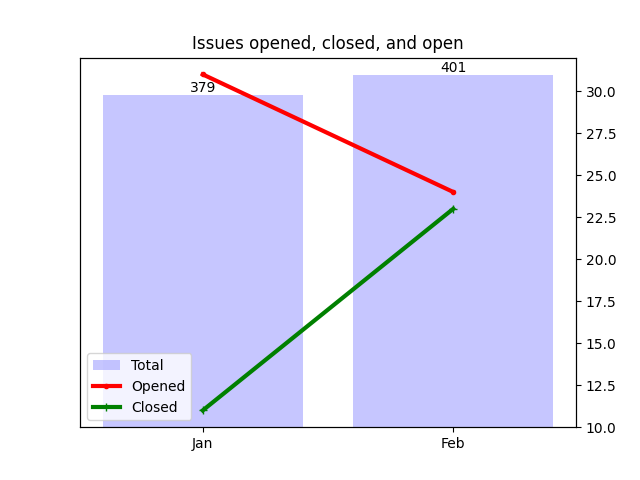 Issues opened, closed, and open
401
379
30.0
27.5
25.0
22.5
20.0
17.5
15.0
12.5
10.0
Total
Opened
Closed
Jan Feb